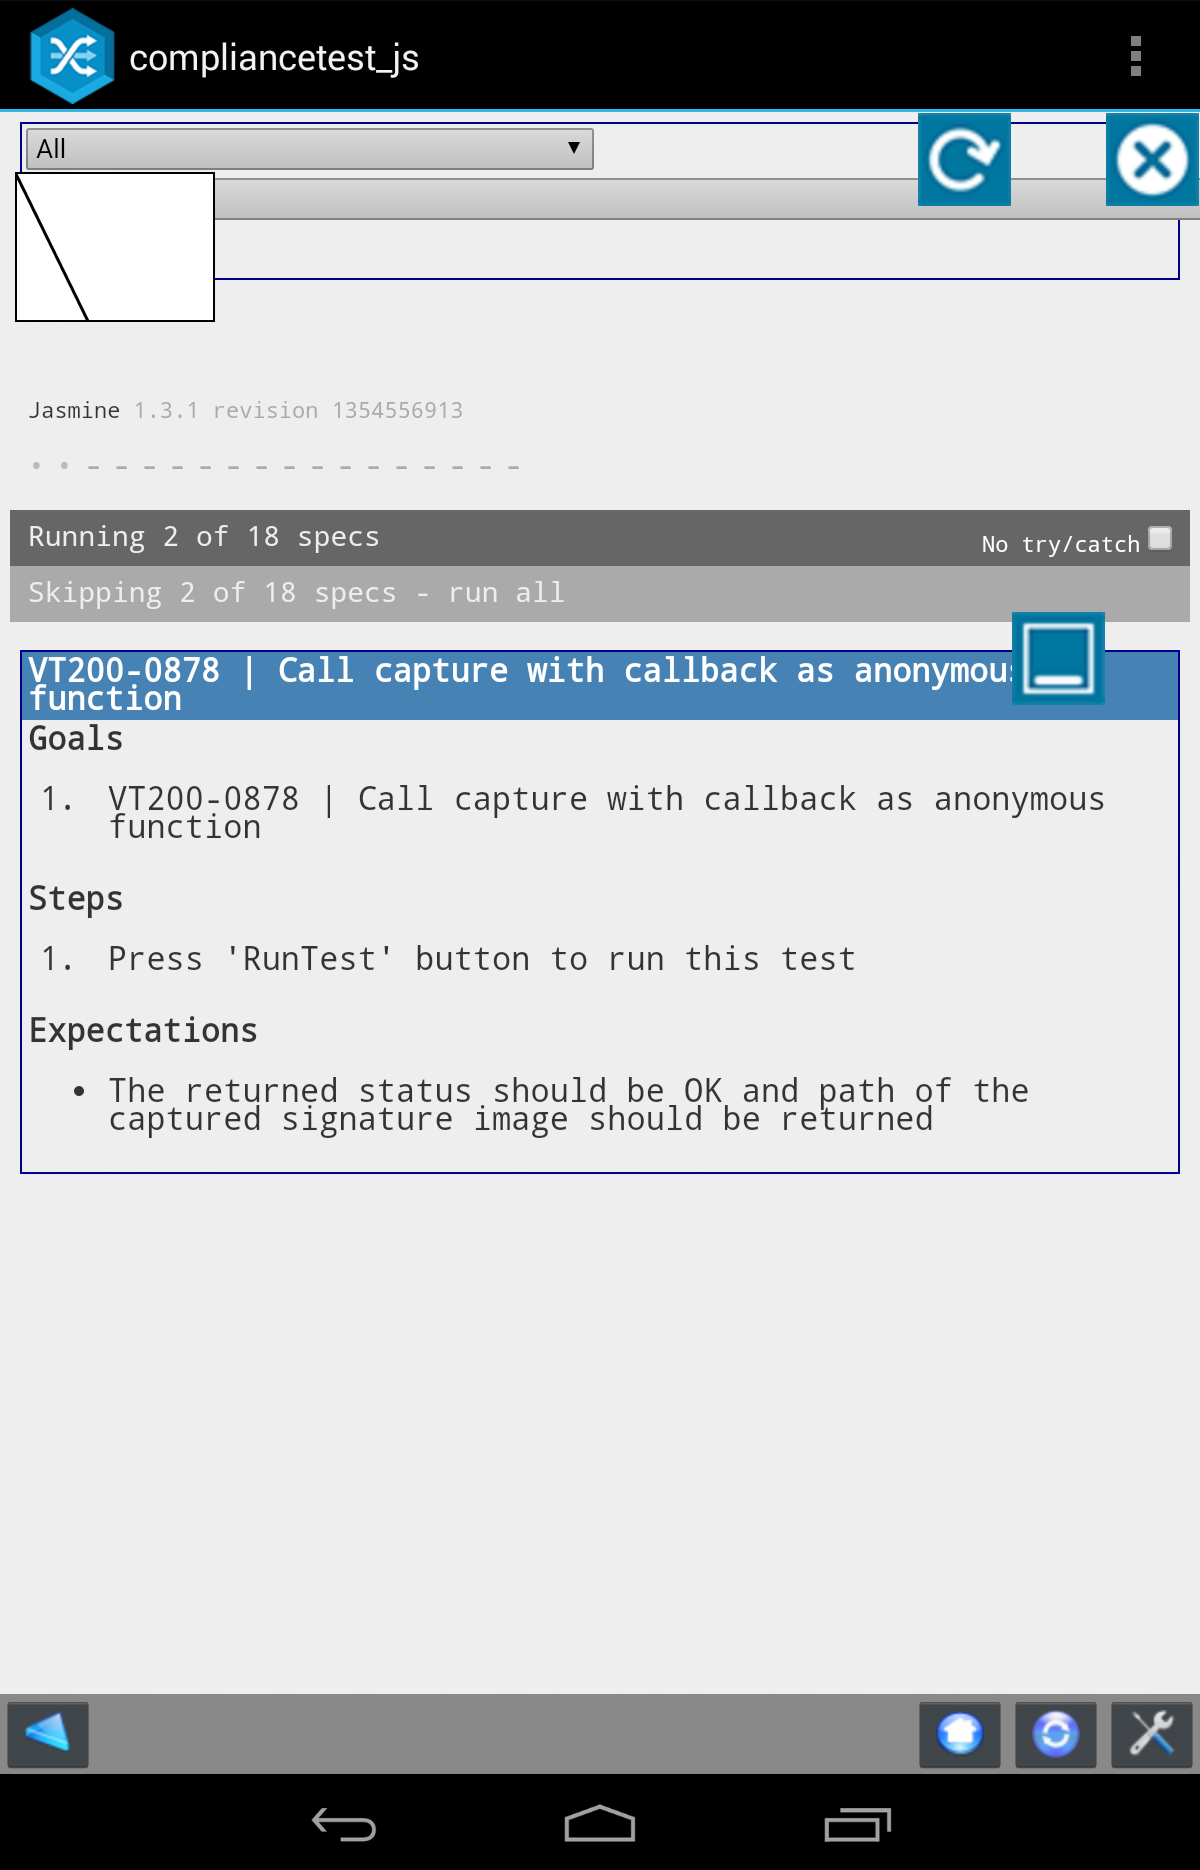 compliancetest_js
All
Jasmine 1.3.1 revision 1354556913
Running 2 of 18 specs
No try/catch
Skipping 2 of 18 specs - run all
VT200-0878 | Call capture with callback as anonymous
function
Goals
1. VT200-0878 | Call capture with callback as anonymous
function
Steps
1. Press 'RunTest' button to run this test
Expectations
• The returned status should be OK and path of the
captured signature image should be returned